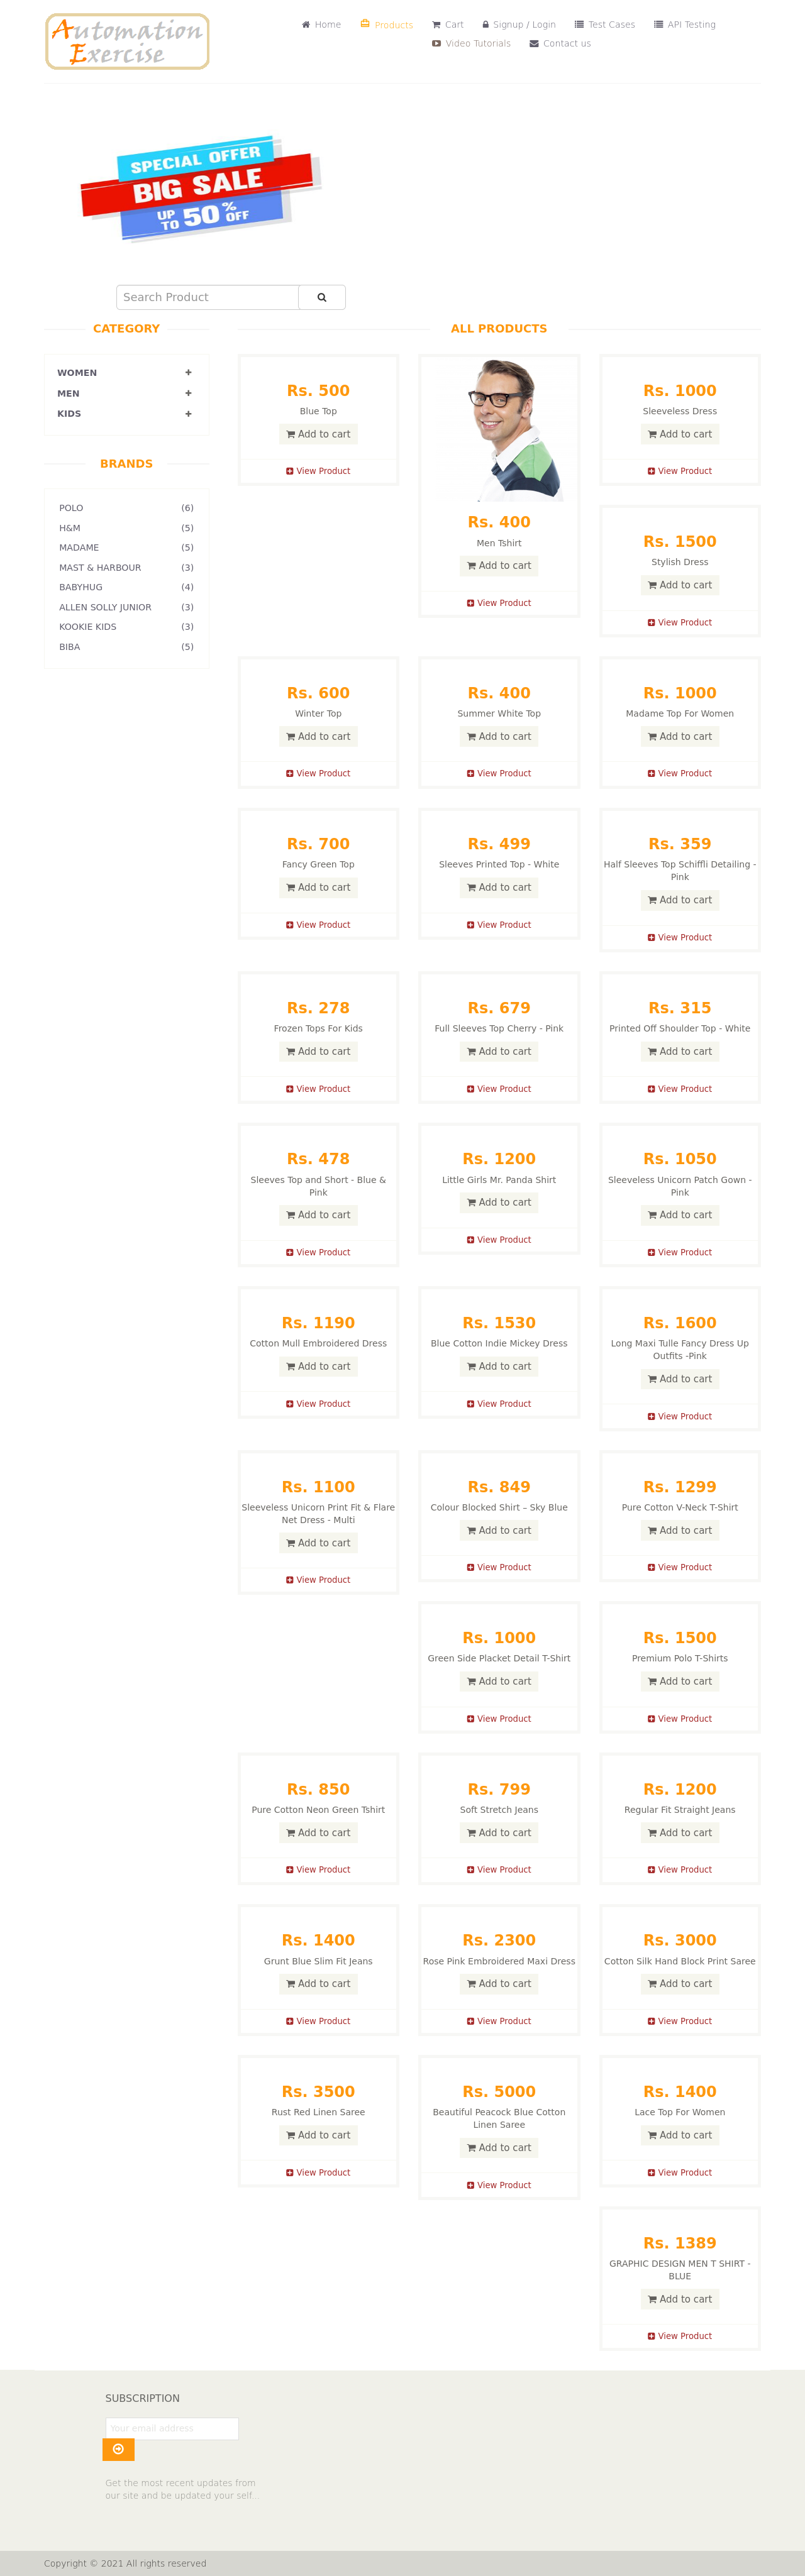 Automation
Exercise
Home
Products
Cart
Signup / Login
Test Cases
API Testing
Video Tutorials
Contact us
SPECIAL OFFER
BIG SALE
UP TO 50% OFF
Search Product
CATEGORY
WOMEN
MEN
KIDS
BRANDS
POLO (6)
H&M (5)
MADAME (5)
MAST & HARBOUR (3)
BABYHUG (4)
ALLEN SOLLY JUNIOR (3)
KOOKIE KIDS (3)
BIBA (5)
ALL PRODUCTS
Rs. 500
Blue Top
Add to cart
View Product
Rs. 400
Men Tshirt
Add to cart
View Product
Rs. 1000
Sleeveless Dress
Add to cart
View Product
Rs. 1500
Stylish Dress
Add to cart
View Product
Rs. 600
Winter Top
Add to cart
View Product
Rs. 400
Summer White Top
Add to cart
View Product
Rs. 1000
Madame Top For Women
Add to cart
View Product
Rs. 700
Fancy Green Top
Add to cart
View Product
Rs. 499
Sleeves Printed Top - White
Add to cart
View Product
Rs. 359
Half Sleeves Top Schiffli Detailing -
Pink
Add to cart
View Product
Rs. 278
Frozen Tops For Kids
Add to cart
View Product
Rs. 679
Full Sleeves Top Cherry - Pink
Add to cart
View Product
Rs. 315
Printed Off Shoulder Top - White
Add to cart
View Product
Rs. 478
Sleeves Top and Short - Blue &
Pink
Add to cart
View Product
Rs. 1200
Little Girls Mr. Panda Shirt
Add to cart
View Product
Rs. 1050
Sleeveless Unicorn Patch Gown -
Pink
Add to cart
View Product
Rs. 1190
Cotton Mull Embroidered Dress
Add to cart
View Product
Rs. 1530
Blue Cotton Indie Mickey Dress
Add to cart
View Product
Rs. 1600
Long Maxi Tulle Fancy Dress Up
Outfits -Pink
Add to cart
View Product
Rs. 1100
Sleeveless Unicorn Print Fit & Flare
Net Dress - Multi
Add to cart
View Product
Rs. 849
Colour Blocked Shirt – Sky Blue
Add to cart
View Product
Rs. 1299
Pure Cotton V-Neck T-Shirt
Add to cart
View Product
Rs. 1000
Green Side Placket Detail T-Shirt
Add to cart
View Product
Rs. 1500
Premium Polo T-Shirts
Add to cart
View Product
Rs. 850
Pure Cotton Neon Green Tshirt
Add to cart
View Product
Rs. 799
Soft Stretch Jeans
Add to cart
View Product
Rs. 1200
Regular Fit Straight Jeans
Add to cart
View Product
Rs. 1400
Grunt Blue Slim Fit Jeans
Add to cart
View Product
Rs. 2300
Rose Pink Embroidered Maxi Dress
Add to cart
View Product
Rs. 3000
Cotton Silk Hand Block Print Saree
Add to cart
View Product
Rs. 3500
Rust Red Linen Saree
Add to cart
View Product
Rs. 5000
Beautiful Peacock Blue Cotton
Linen Saree
Add to cart
View Product
Rs. 1400
Lace Top For Women
Add to cart
View Product
Rs. 1389
GRAPHIC DESIGN MEN T SHIRT -
BLUE
Add to cart
View Product
SUBSCRIPTION
Your email address
Get the most recent updates from
our site and be updated your self...
Copyright © 2021 All rights reserved